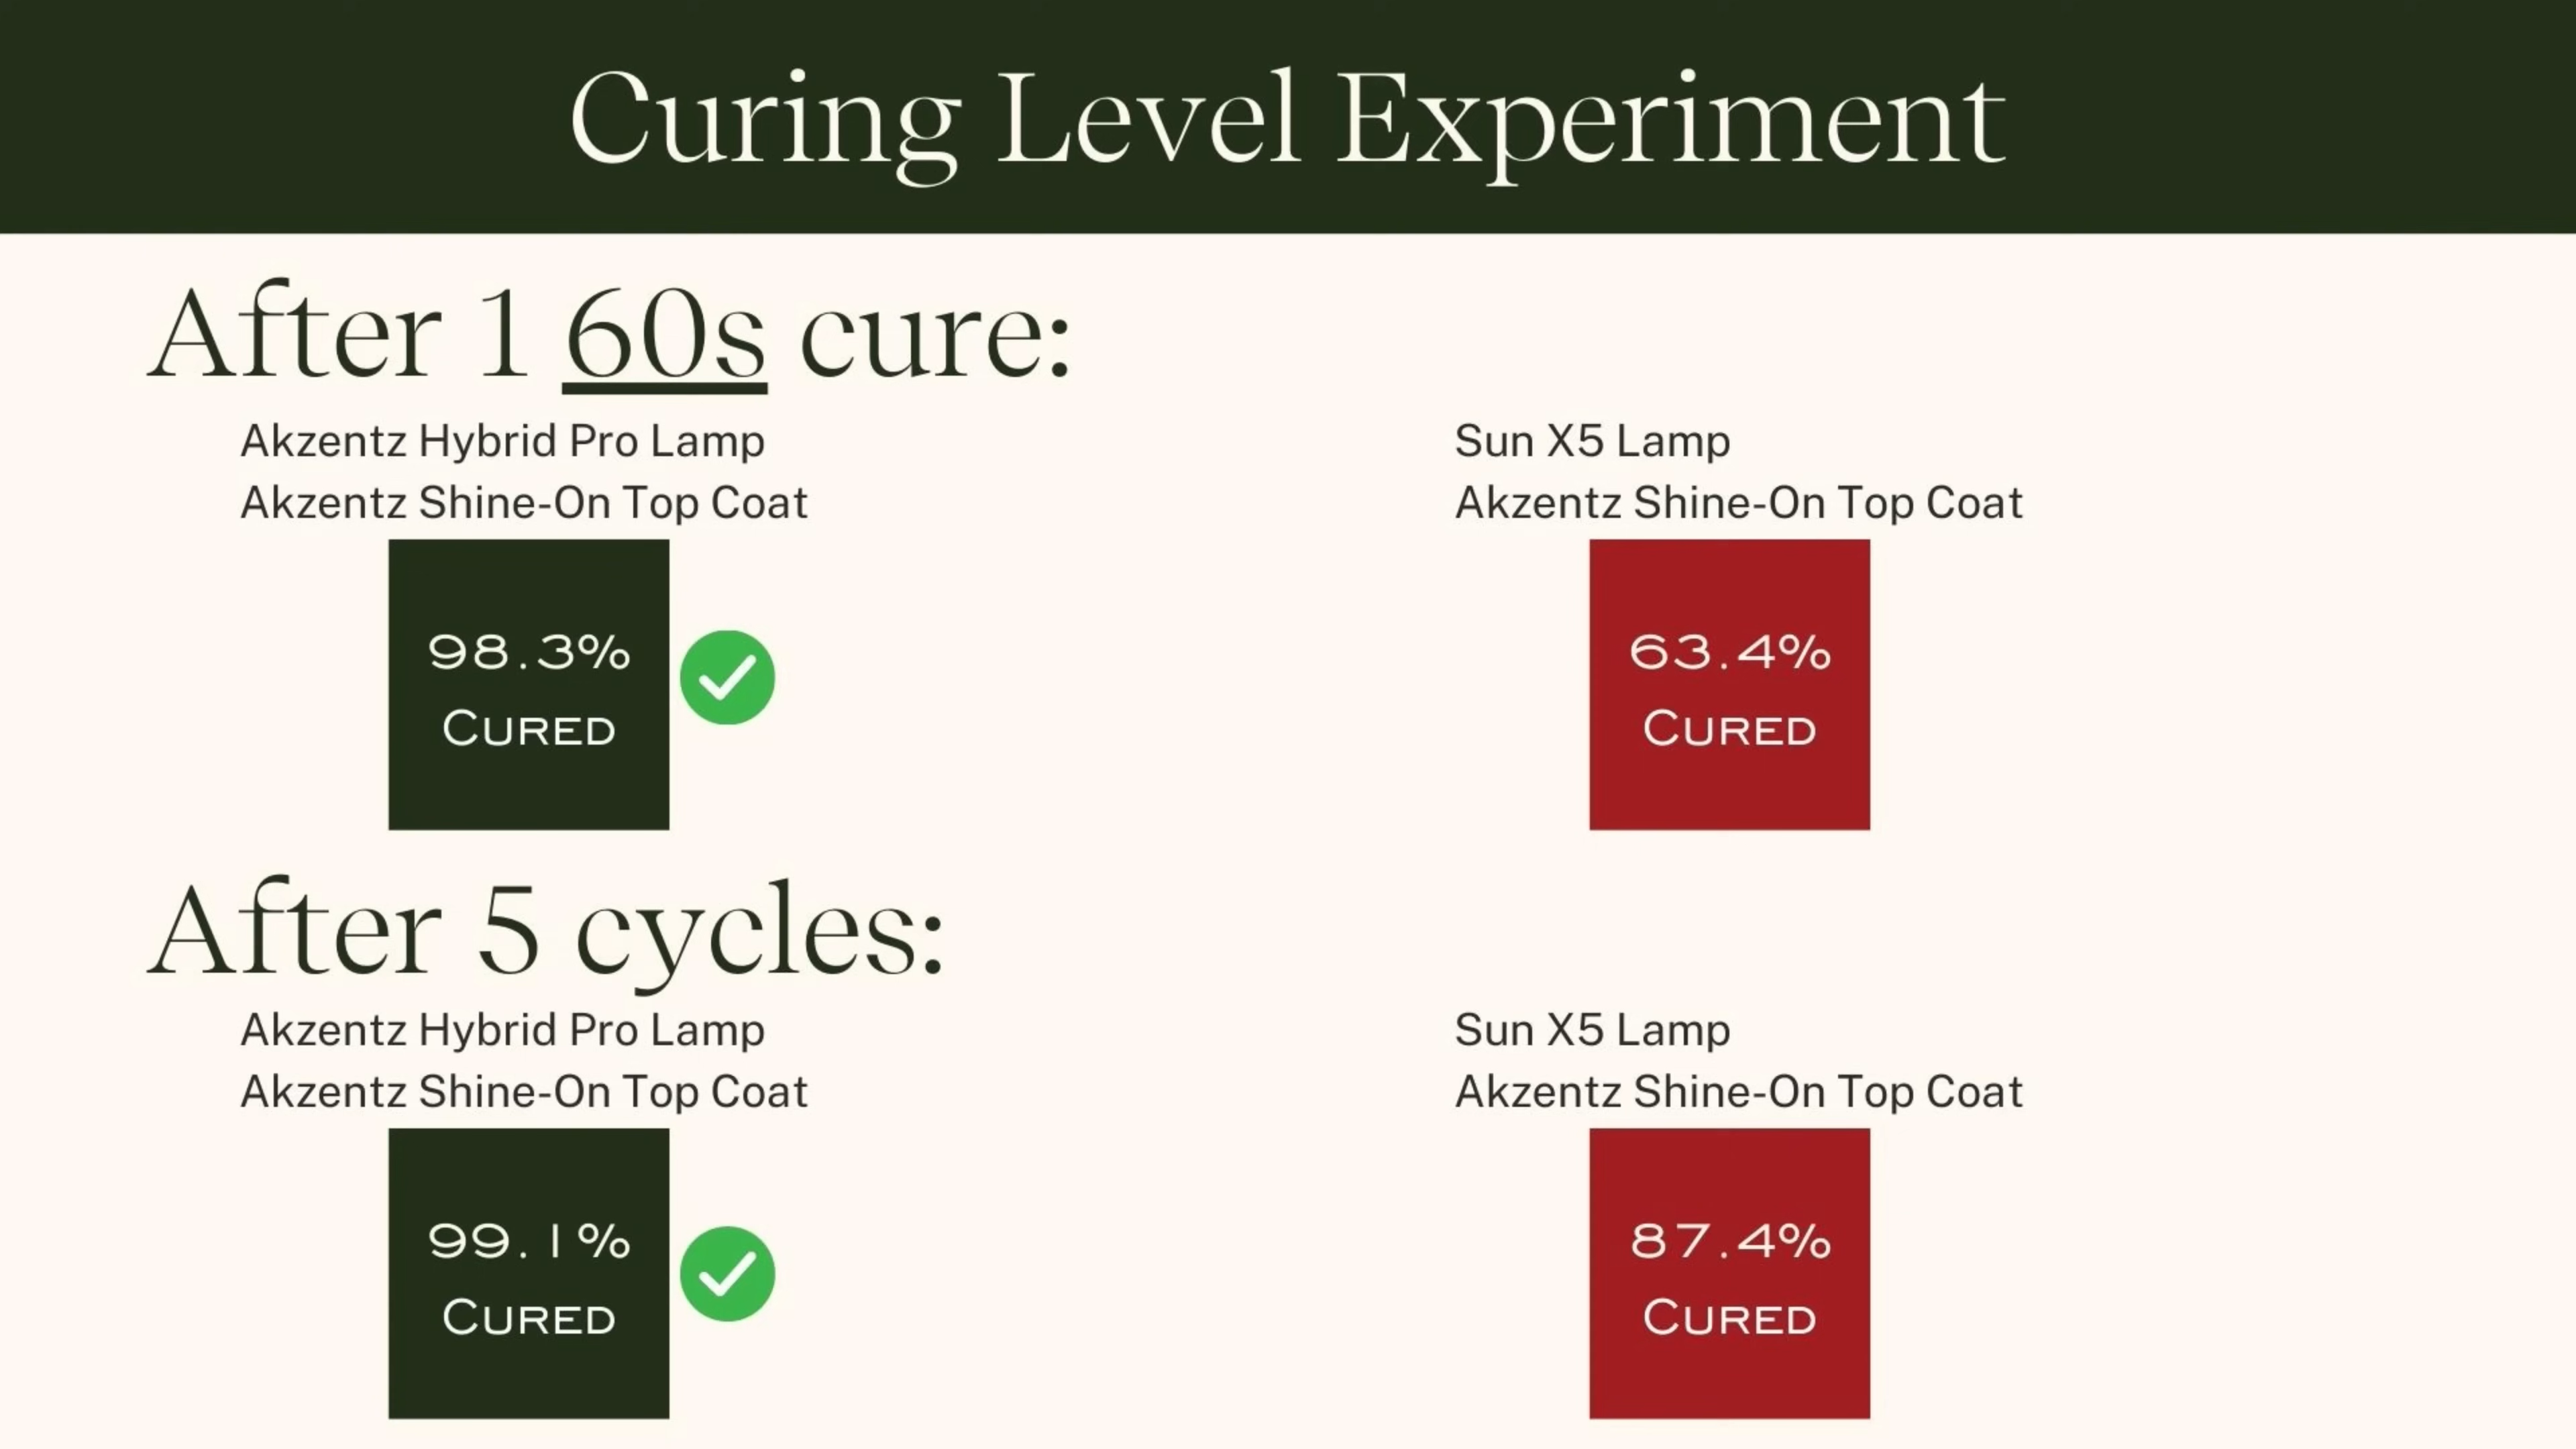 Curing Level Experiment
After 1 60s cure:
Akzentz Hybrid Pro Lamp
Akzentz Shine-On Top Coat
98.3%
Cured
Sun X5 Lamp
Akzentz Shine-On Top Coat
63.4%
Cured
After 5 cycles:
Akzentz Hybrid Pro Lamp
Akzentz Shine-On Top Coat
99.1%
Cured
Sun X5 Lamp
Akzentz Shine-On Top Coat
87.4%
Cured